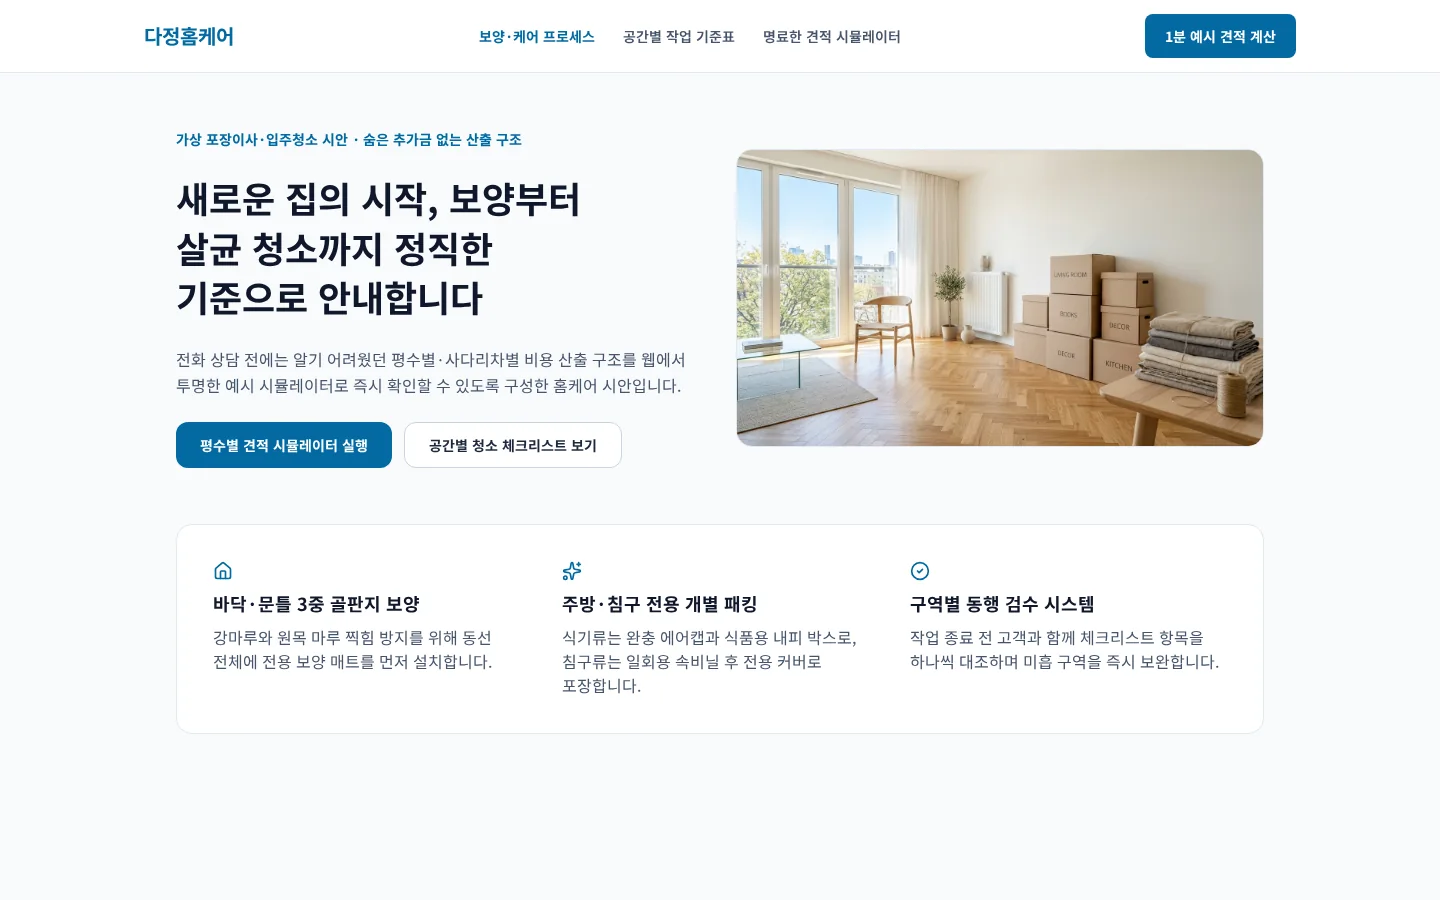 다정홈케어
보양·케어 프로세스
공간별 작업 기준표
명료한 견적 시뮬레이터
1분 예시 견적 계산
가상 포장이사·입주청소 시안 · 숨은 추가금 없는 산출 구조
새로운 집의 시작, 보양부터
살균 청소까지 정직한
기준으로 안내합니다
전화 상담 전에는 알기 어려웠던 평수별·사다리차별 비용 산출 구조를 웹에서
투명한 예시 시뮬레이터로 즉시 확인할 수 있도록 구성한 홈케어 시안입니다.
평수별 견적 시뮬레이터 실행
공간별 청소 체크리스트 보기
LIVING ROOM
BOOKS
DECOR
DECOR
KITCHEN
바닥·문틀 3중 골판지 보양
강마루와 원목 마루 찍힘 방지를 위해 동선
전체에 전용 보양 매트를 먼저 설치합니다.
주방·침구 전용 개별 패킹
식기류는 완충 에어캡과 식품용 내피 박스로,
침구류는 일회용 속비닐 후 전용 커버로
포장합니다.
구역별 동행 검수 시스템
작업 종료 전 고객과 함께 체크리스트 항목을
하나씩 대조하며 미흡 구역을 즉시 보완합니다.